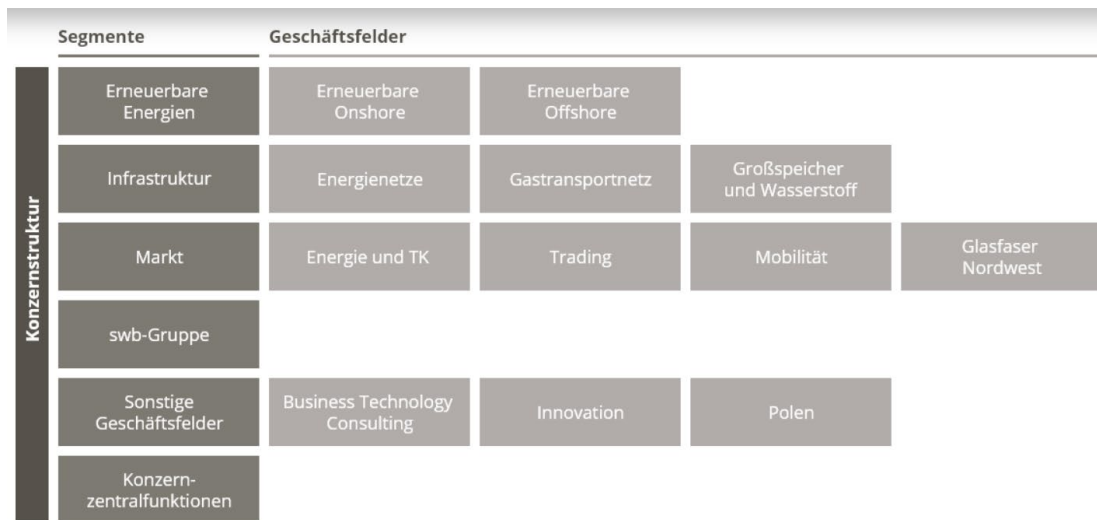 Segmente
Geschäftsfelder
Konzernstruktur
Erneuerbare
Energien
Erneuerbare
Onshore
Erneuerbare
Offshore
Infrastruktur
Energienetze
Gastransportnetz
Großspeicher
und Wasserstoff
Markt
Energie und TK
Trading
Mobilität
Glasfaser
Nordwest
swb-Gruppe
Sonstige
Geschäftsfelder
Business Technology
Consulting
Innovation
Polen
Konzern-
zentralfunktionen